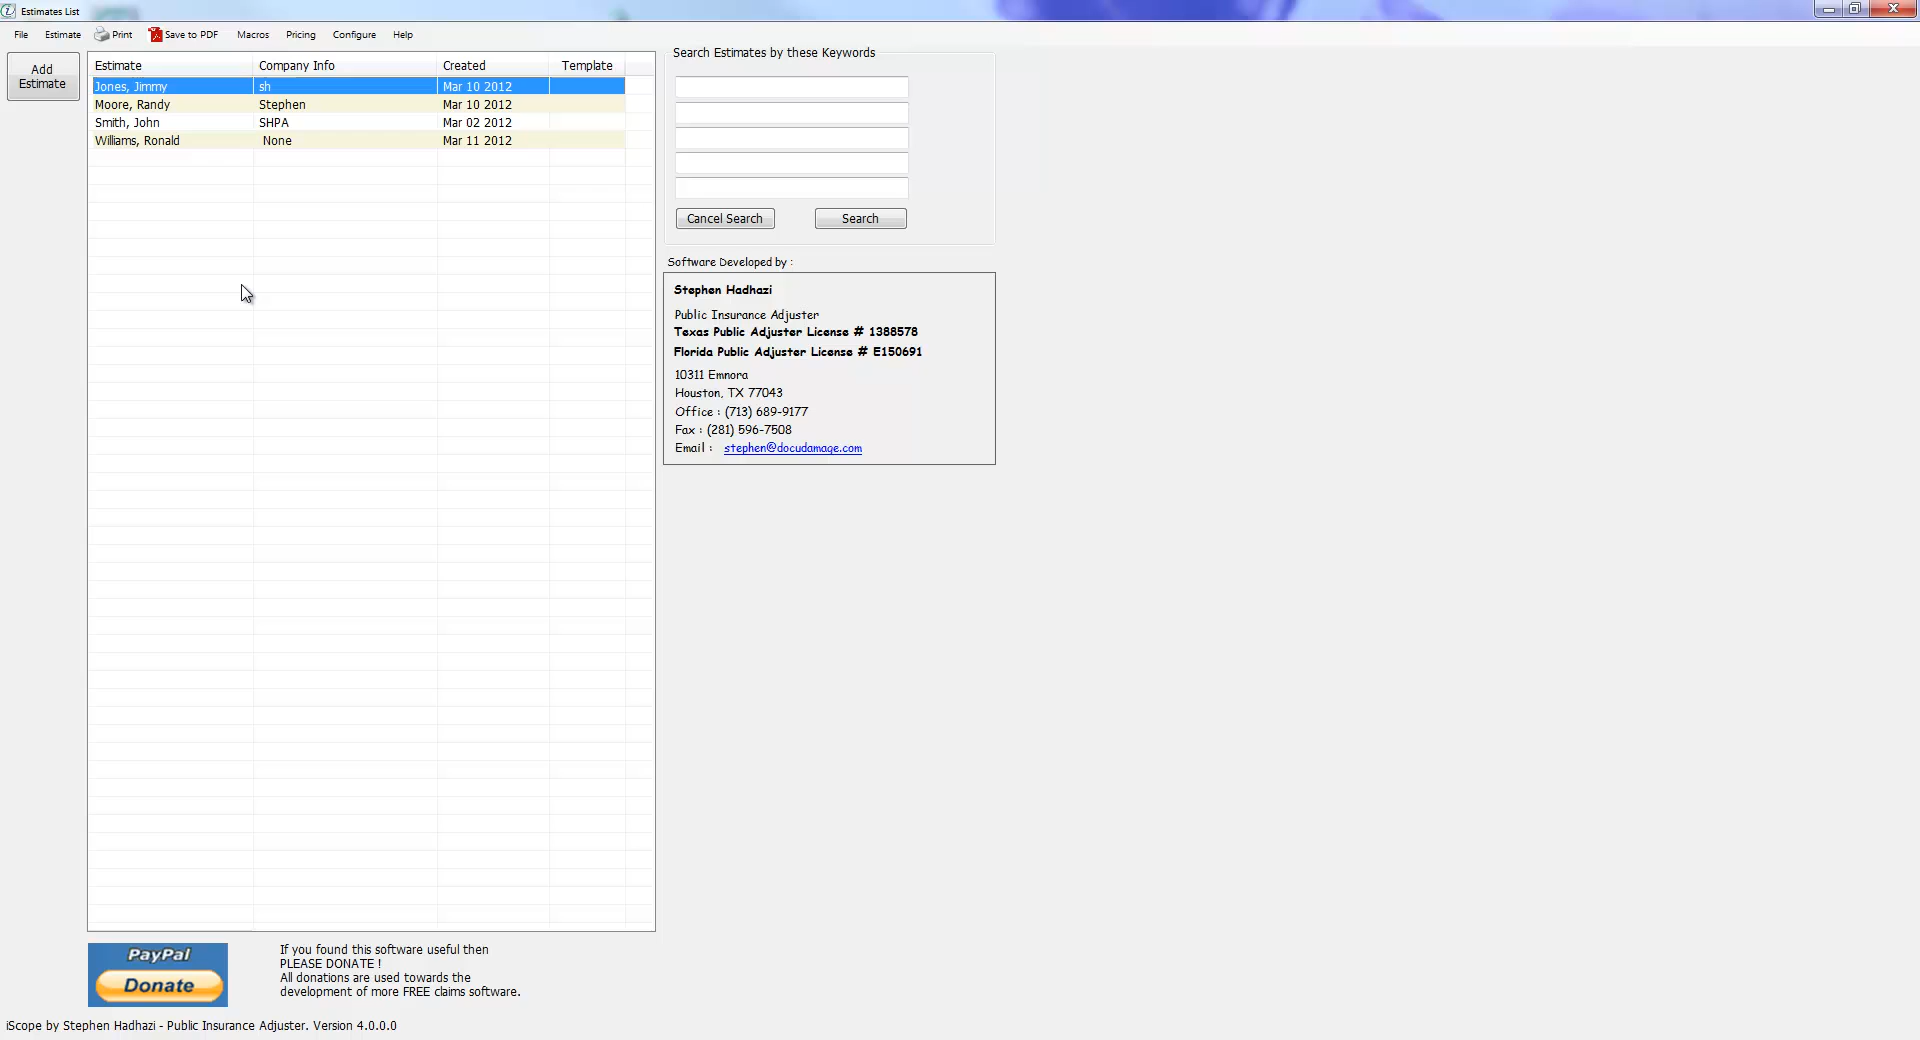 Estimates List
File Estimate Print Save to PDF Macros Pricing Configure Help
Add
Estimate
Estimate Company Info Created Template
Jones, Jimmy sh Mar 10 2012
Moore, Randy Stephen Mar 10 2012
Smith, John SHPA Mar 02 2012
Williams, Ronald None Mar 11 2012
Search Estimates by these Keywords
Cancel Search Search
Software Developed by :
Stephen Hadhazi
Public Insurance Adjuster
Texas Public Adjuster License # 1388578
Florida Public Adjuster License # E150691
10311 Emnora
Houston, TX 77043
Office : (713) 689-9177
Fax : (281) 596-7508
Email : stephen@docudamage.com
PayPal
Donate
If you found this software useful then
PLEASE DONATE !
All donations are used towards the
development of more FREE claims software.
iScope by Stephen Hadhazi - Public Insurance Adjuster. Version 4.0.0.0